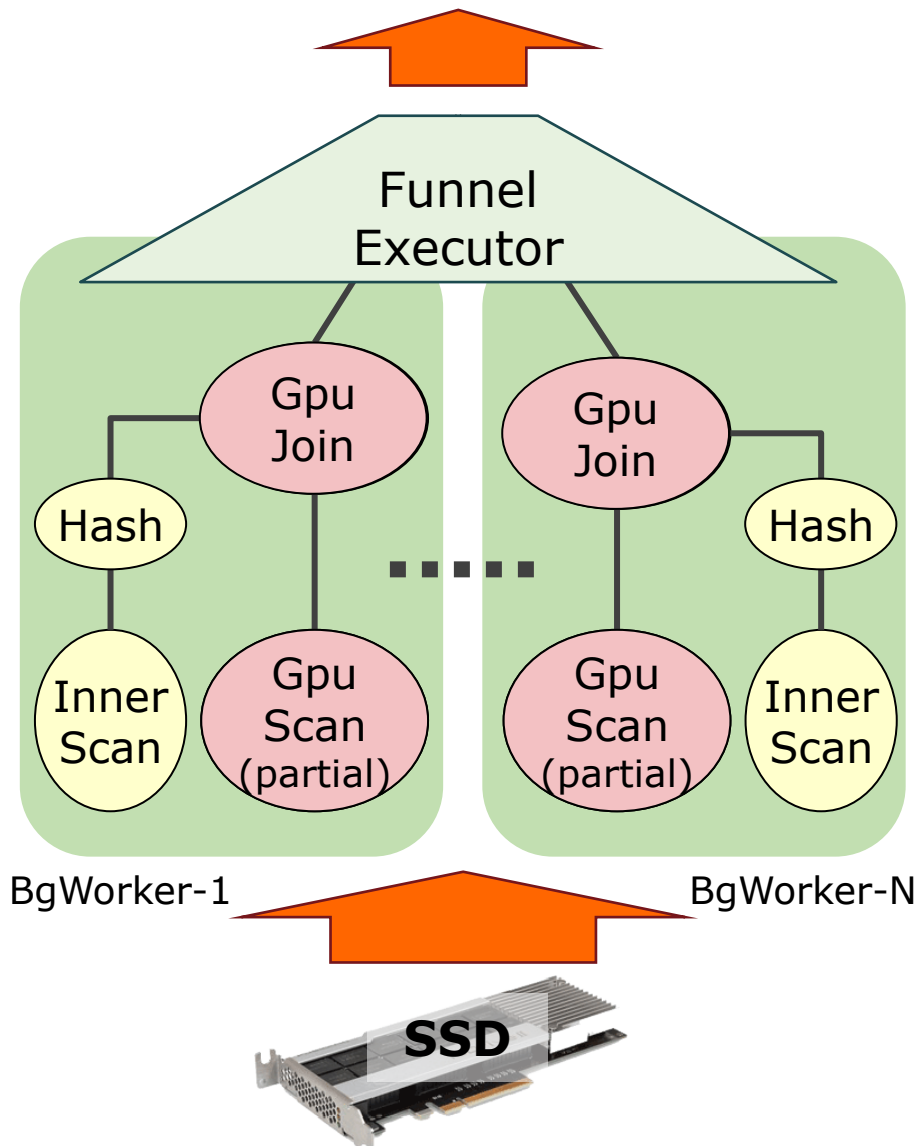 Funnel
Executor
Gpu
Join
Hash
Inner
Scan
Gpu
Scan
(partial)
Gpu
Join
Hash
Gpu
Scan
(partial)
Inner
Scan
BgWorker-1
BgWorker-N
SSD